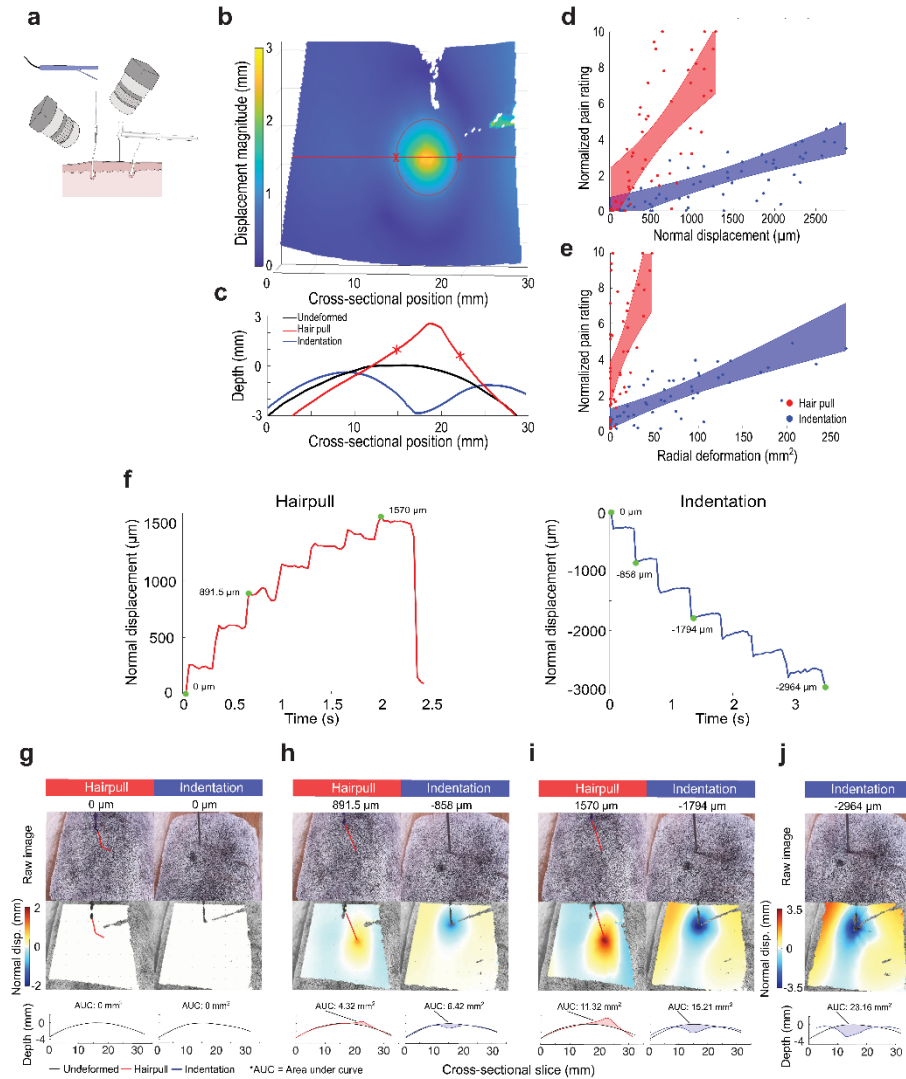 a
b
Displacement magnitude (mm)
3
2
1
0
0
10
20
30
Cross-sectional position (mm)
c
Undeformed
Hair pull
Indentation
Depth (mm)
3
0
-3
0
10
20
30
Cross-sectional position (mm)
d
Normalized pain rating
10
8
6
4
2
0
0
500
1000
1500
2000
2500
Normal displacement (µm)
e
Normalized pain rating
10
8
6
4
2
0
0
50
100
150
200
250
Hair pull
Indentation
Radial deformation (mm²)
f
Hairpull
Normal displacement (µm)
1500
1000
500
0
1570 µm
891.5 µm
0 µm
0
0.5
1
1.5
2
2.5
Time (s)
Indentation
Normal displacement (µm)
0
-1000
-2000
-3000
0 µm
-858 µm
-1794 µm
-2964 µm
0
1
2
3
Time (s)
g
Hairpull Indentation
0 µm 0 µm
Raw image
Normal disp. (mm)
2
0
-2
AUC: 0 mm² AUC: 0 mm²
Depth (mm)
0
-4
0 10 20 30 0 10 20 30
h
Hairpull Indentation
891.5 µm -858 µm
AUC: 4.32 mm² AUC: 8.42 mm²
0 10 20 30 0 10 20 30
i
Hairpull Indentation
1570 µm -1794 µm
AUC: 11.32 mm² AUC: 15.21 mm²
0 10 20 30 0 10 20 30
j
Indentation
-2964 µm
Raw image
Normal disp. (mm)
3.5
0
-3.5
AUC: 23.16 mm²
Depth (mm)
0
-4
0 10 20 30
Undeformed Hairpull Indentation *AUC = Area under curve
Cross-sectional slice (mm)